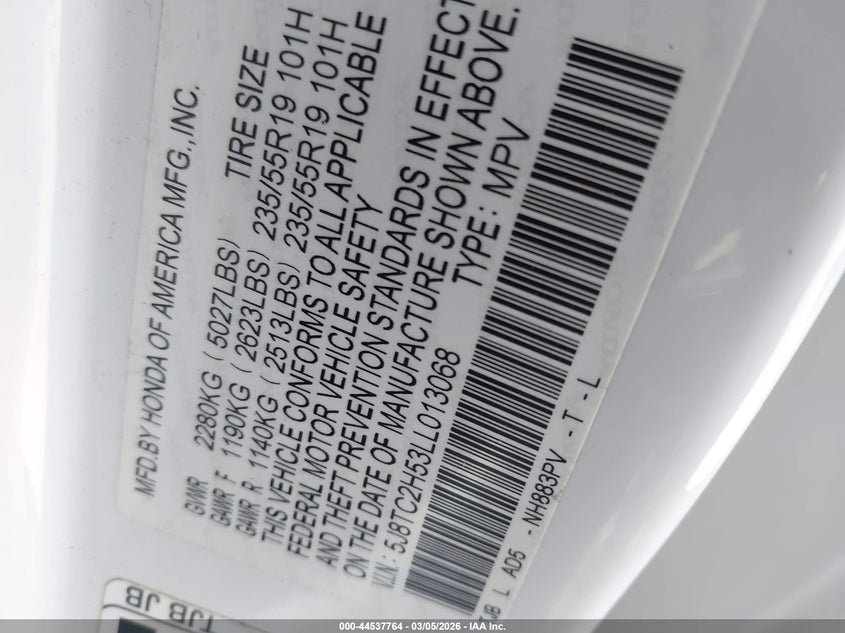 MFD.BY HONDA OF AMERICA MFG.,INC.
GVWR 2280KG ( 5027LBS) TIRE SIZE
GAWR F 1190KG ( 2623LBS) 235/55R19 101H
GAWR R 1140KG ( 2513LBS) 235/55R19 101H
THIS VEHICLE CONFORMS TO ALL APPLICABLE
FEDERAL MOTOR VEHICLE SAFETY
AND THEFT PREVENTION STANDARDS IN EFFECT
ON THE DATE OF MANUFACTURE SHOWN ABOVE.
V.I.N.: 5J8TC2H53LL013068 TYPE: MPV
TJB L AD5 -NH883PV - T - L
TJB JB
000-44537764 - 03/05/2026 - IAA Inc.